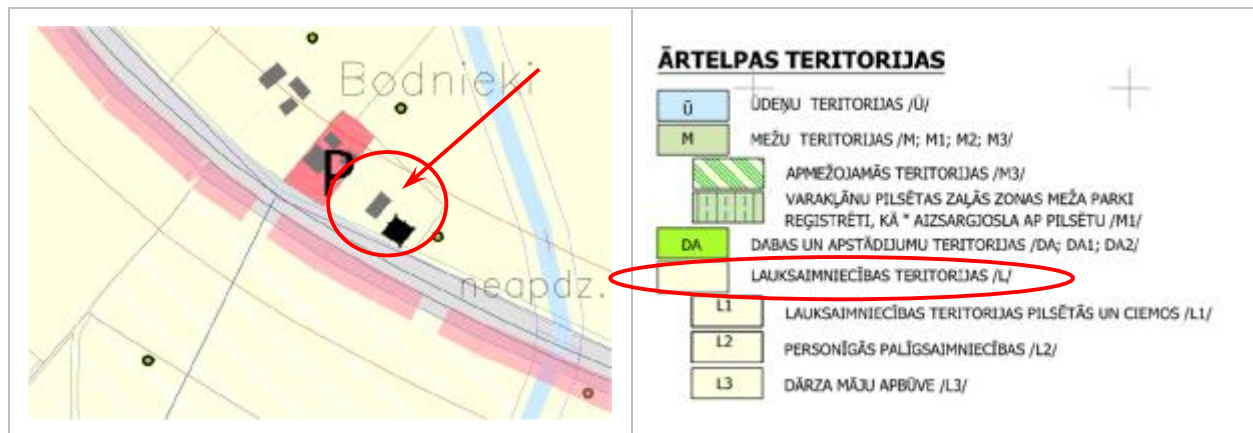 Bodnieki
P
neapdz.
ĀRTELPAS TERITORIJAS
Ū ŪDEŅU TERITORIJAS /Ū/
M MEŽU TERITORIJAS /M; M1; M2; M3/
APMEŽOJAMĀS TERITORIJAS /M3/
VARAKĻĀNU PILSĒTAS ZAĻĀS ZONAS MEŽA PARKI
REĢISTRĒTI, KĀ " AIZSARGJOSLA AP PILSĒTU /M1/
DA DABAS UN APSTĀDIJUMU TERITORIJAS /DA; DA1; DA2/
LAUKSAIMNIECĪBAS TERITORIJAS /L/
L1 LAUKSAIMNIECĪBAS TERITORIJAS PILSĒTĀS UN CIEMOS /L1/
L2 PERSONĪGĀS PALĪGSAIMNIECĪBAS /L2/
L3 DĀRZA MĀJU APBŪVE /L3/